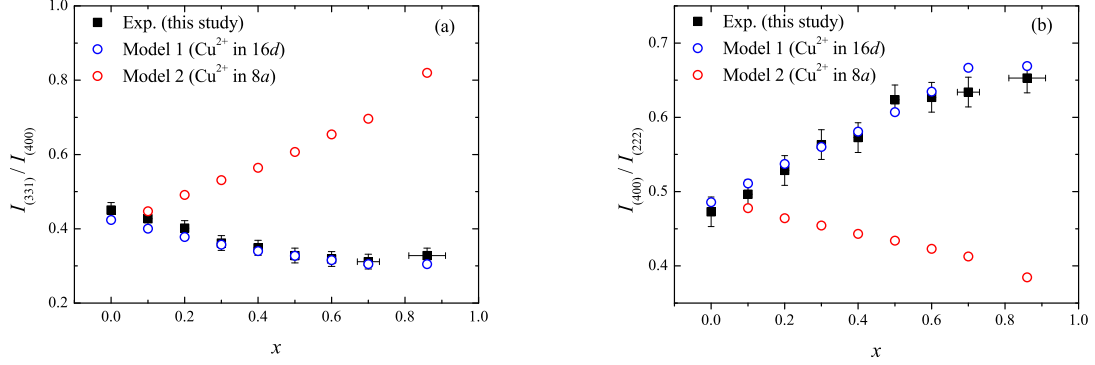 (a)
Exp. (this study)
Model 1 (Cu²⁺ in 16d)
Model 2 (Cu²⁺ in 8a)
I₍₃₃₁₎ / I₍₄₀₀₎
1.0
0.8
0.6
0.4
0.2
0.0 0.2 0.4 0.6 0.8 1.0
x
(b)
Exp. (this study)
Model 1 (Cu²⁺ in 16d)
Model 2 (Cu²⁺ in 8a)
I₍₄₀₀₎ / I₍₂₂₂₎
0.7
0.6
0.5
0.4
0.0 0.2 0.4 0.6 0.8 1.0
x